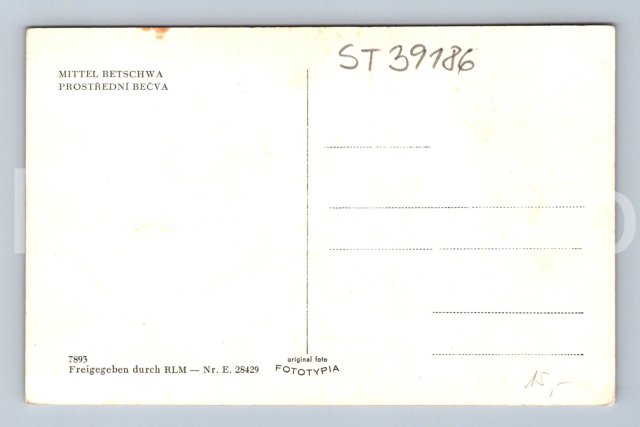 ST 39186
MITTEL BETSCHWA
PROSTŘEDNÍ BEČVA
7893
Freigegeben durch RLM — Nr. E. 28429
original foto
FOTOTYPIA
15,-